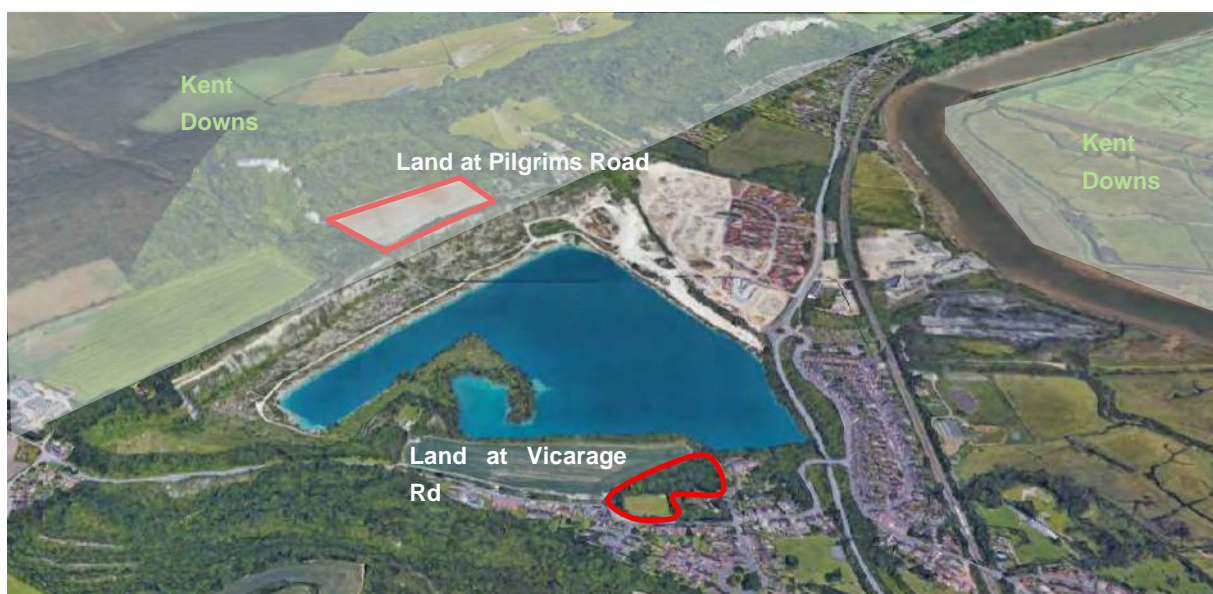 Kent
Downs
Kent
Downs
Land at Pilgrims Road
Land at Vicarage
Rd